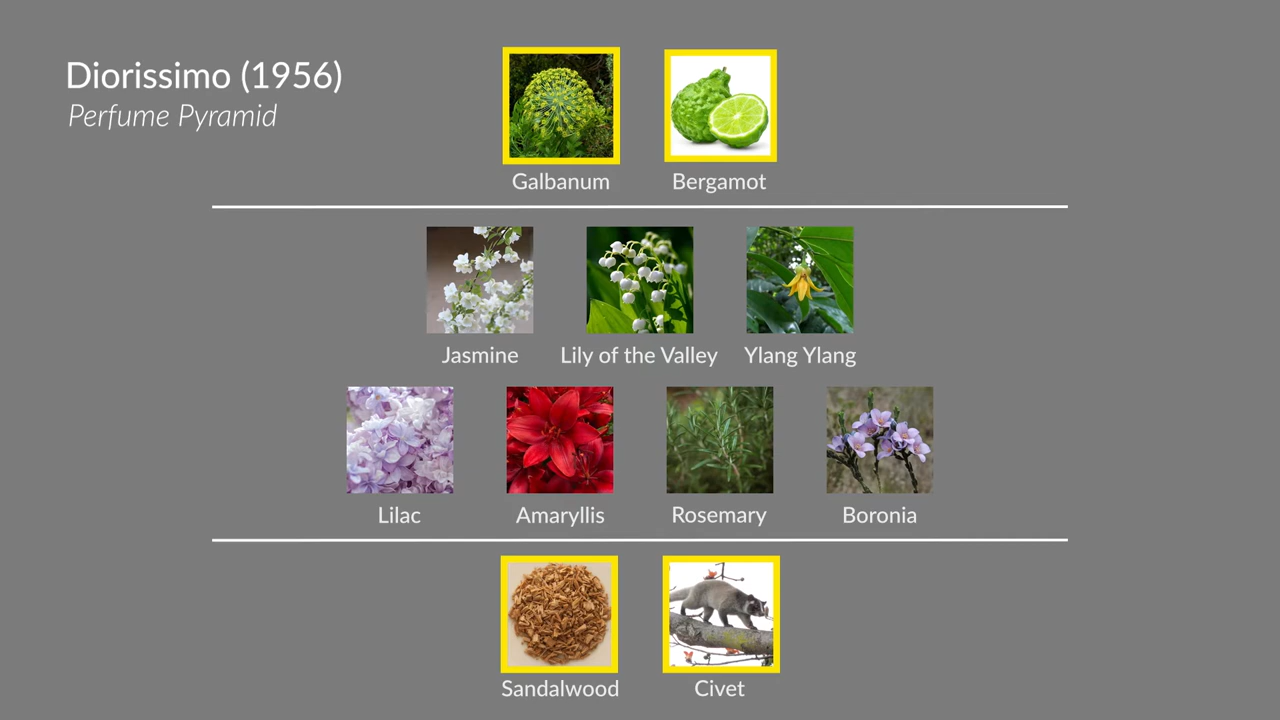 Diorissimo (1956)
Perfume Pyramid
Galbanum
Bergamot
Jasmine
Lily of the Valley
Ylang Ylang
Lilac
Amaryllis
Rosemary
Boronia
Sandalwood
Civet